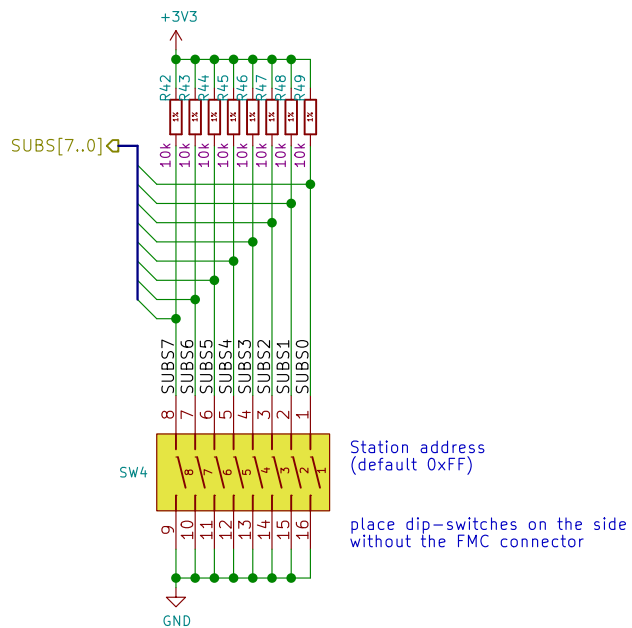 +3V3
R42 R43 R44 R45 R46 R47 R48 R49
1% 1% 1% 1% 1% 1% 1% 1%
10k 10k 10k 10k 10k 10k 10k 10k
SUBS[7..0]
SUBS7 SUBS6 SUBS5 SUBS4 SUBS3 SUBS2 SUBS1 SUBS0
8 7 6 5 4 3 2 1
SW4
8 7 6 5 4 3 2 1
9 10 11 12 13 14 15 16
Station address
(default 0xFF)
place dip-switches on the side
without the FMC connector
GND